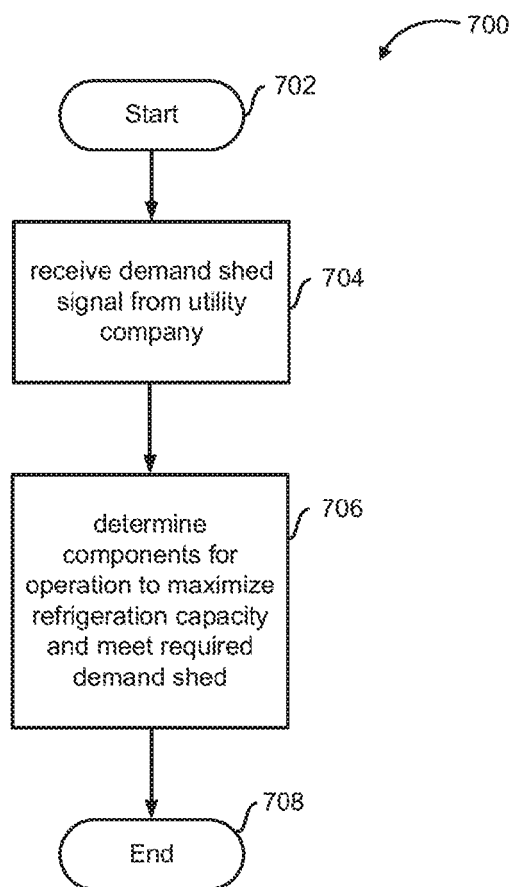 700
Start
702
receive demand shed
signal from utility
company
704
determine
components for
operation to maximize
refrigeration capacity
and meet required
demand shed
706
End
708